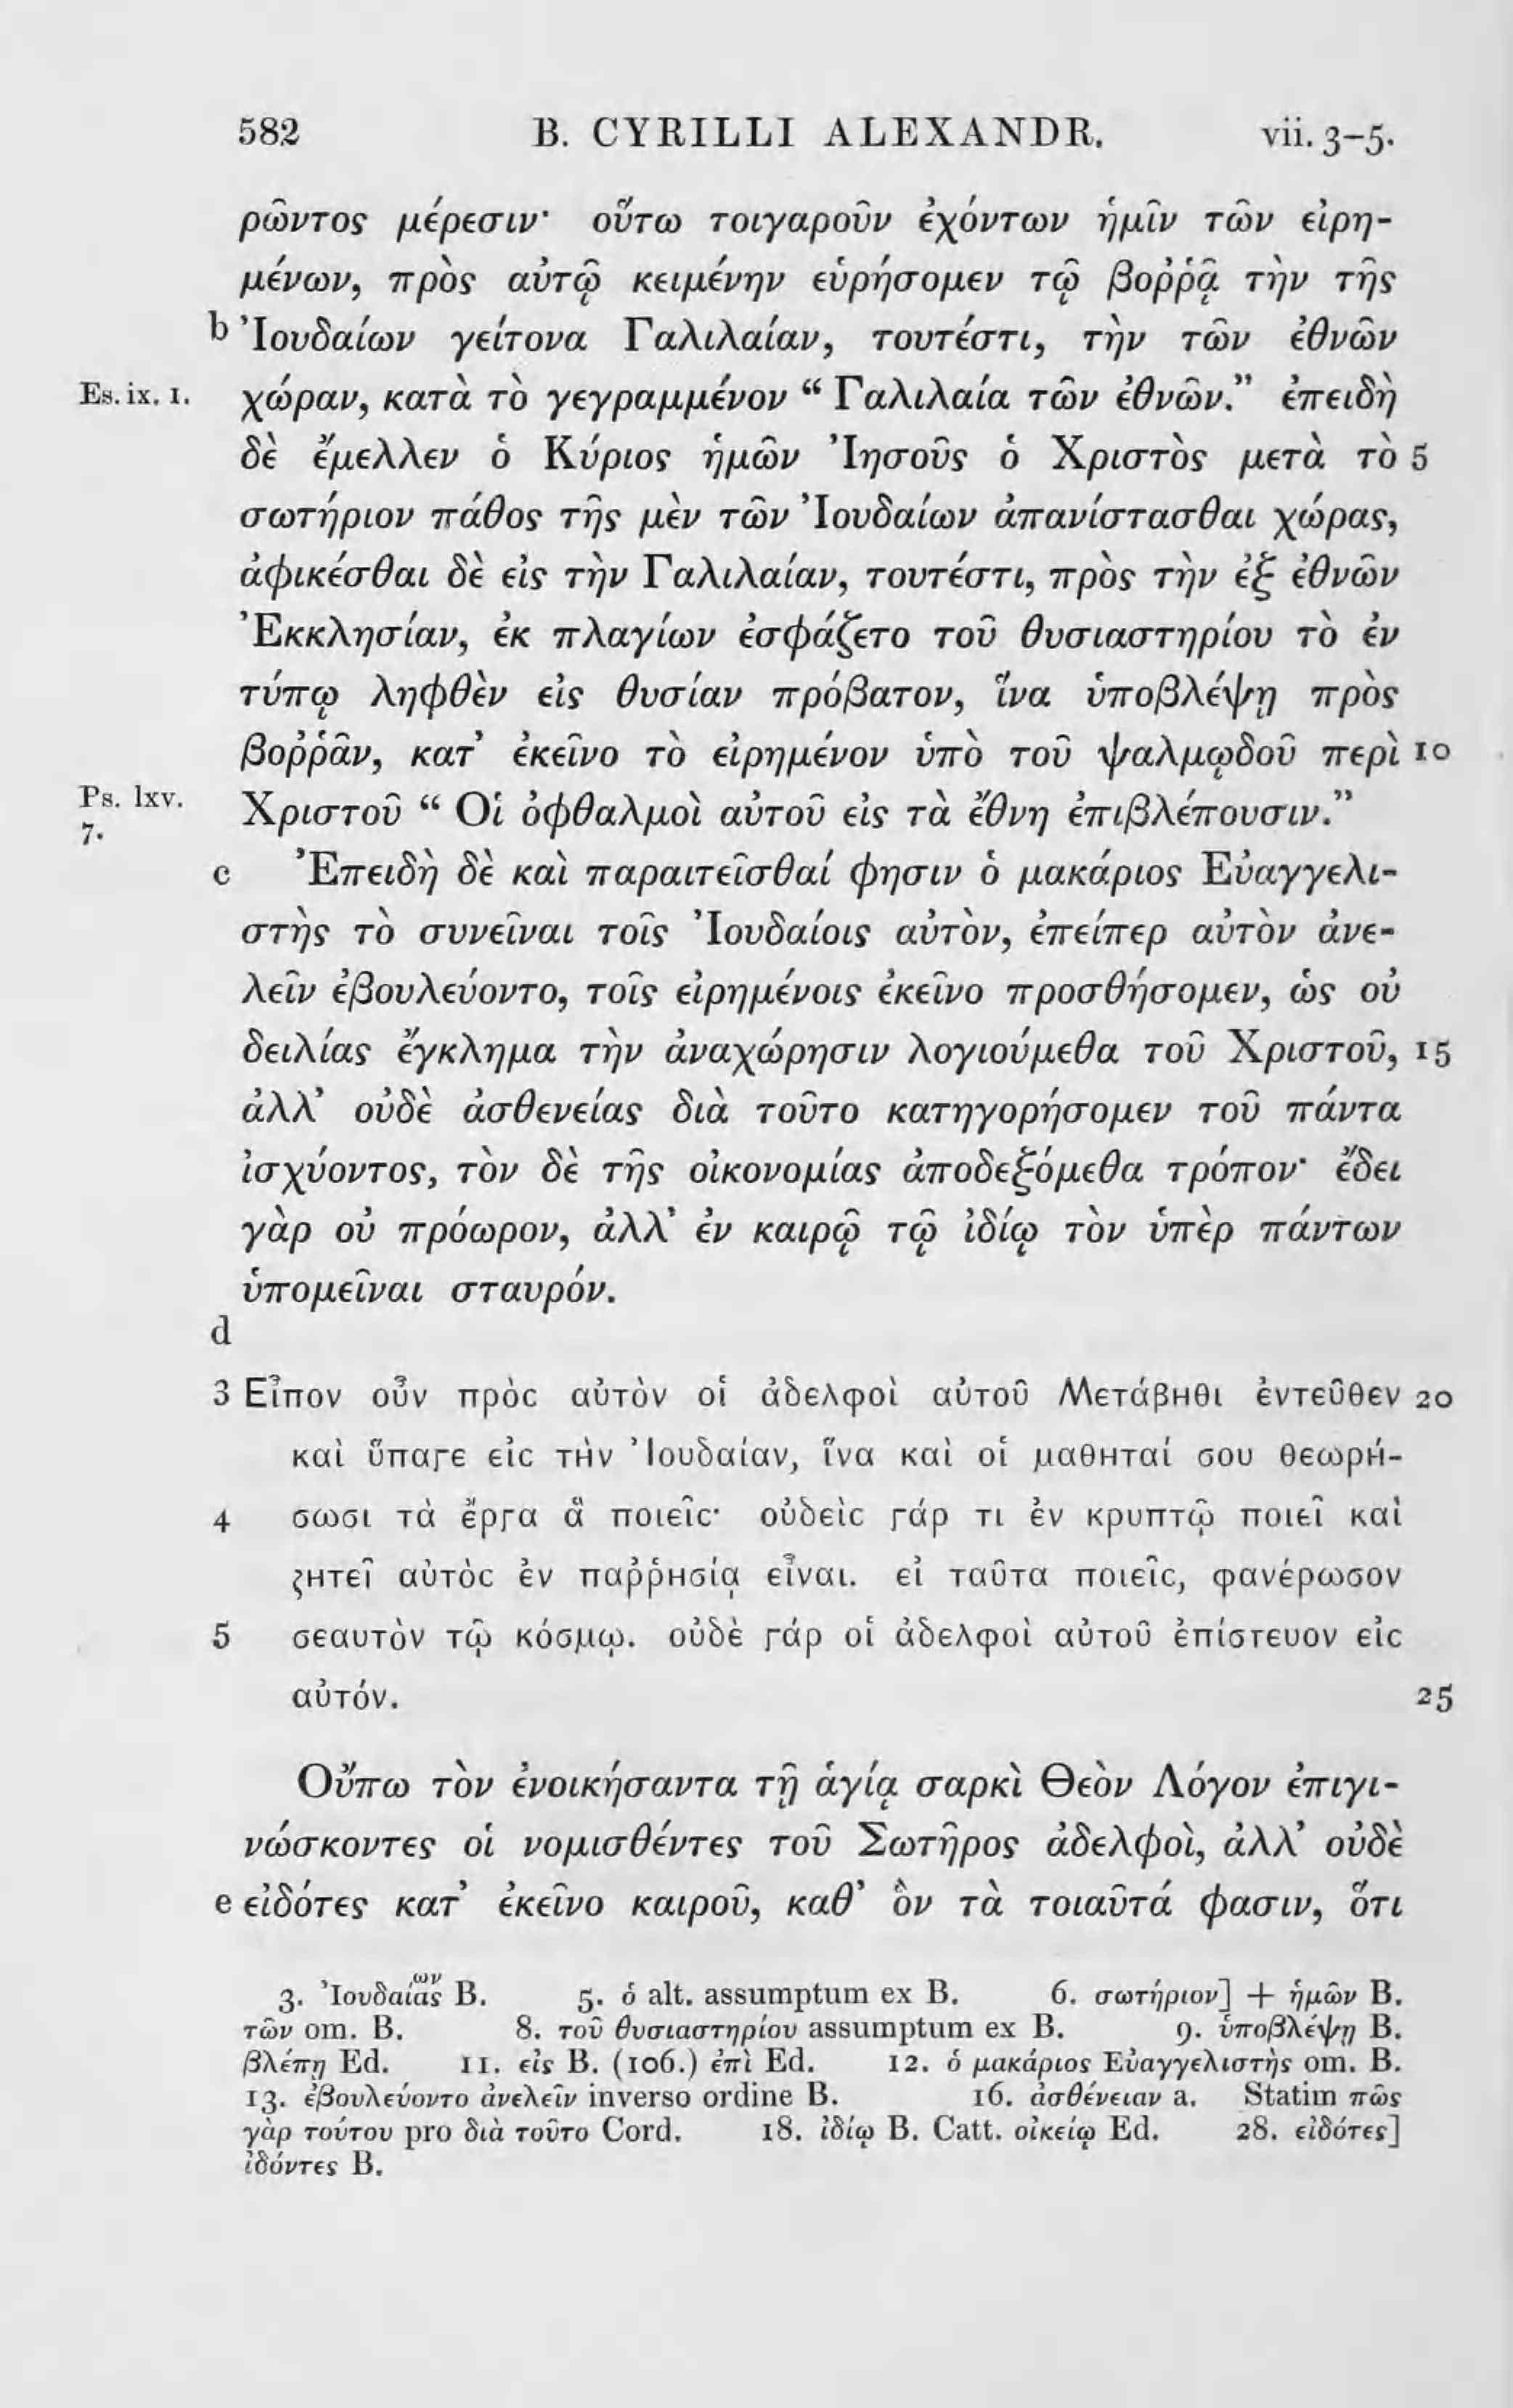 582 B. CYRILLI ALEXANDR. vii. 3-5.
ρῶντος μέρεσιν· οὕτω τοιγαροῦν ἐχόντων ἡμῖν τῶν εἰρη-
μένων, πρὸς αὐτῷ κειμένην εὑρήσομεν τῷ βοῤῥᾷ τὴν τῆς
b Ἰουδαίων γείτονα Γαλιλαίαν, τουτέστι, τὴν τῶν ἐθνῶν
Es. ix. 1. χώραν, κατὰ τὸ γεγραμμένον “Γαλιλαία τῶν ἐθνῶν.” ἐπειδὴ
δὲ ἔμελλεν ὁ Κύριος ἡμῶν Ἰησοῦς ὁ Χριστὸς μετὰ τὸ 5
σωτήριον πάθος τῆς μὲν τῶν Ἰουδαίων ἀπανίστασθαι χώρας,
ἀφικέσθαι δὲ εἰς τὴν Γαλιλαίαν, τουτέστι, πρὸς τὴν ἐξ ἐθνῶν
Ἐκκλησίαν, ἐκ πλαγίων ἐσφάζετο τοῦ θυσιαστηρίου τὸ ἐν
τύπῳ ληφθὲν εἰς θυσίαν πρόβατον, ἵνα ὑποβλέψῃ πρὸς
βοῤῥᾶν, κατ’ ἐκεῖνο τὸ εἰρημένον ὑπὸ τοῦ ψαλμῳδοῦ περὶ 10
Ps. lxv. 7. Χριστοῦ “Οἱ ὀφθαλμοὶ αὐτοῦ εἰς τὰ ἔθνη ἐπιβλέπουσιν.”
c Ἐπειδὴ δὲ καὶ παραιτεῖσθαί φησιν ὁ μακάριος Εὐαγγελι-
στὴς τὸ συνεῖναι τοῖς Ἰουδαίοις αὐτὸν, ἐπείπερ αὐτὸν ἀνε-
λεῖν ἐβουλεύοντο, τοῖς εἰρημένοις ἐκεῖνο προσθήσομεν, ὡς οὐ
δειλίας ἔγκλημα τὴν ἀναχώρησιν λογιούμεθα τοῦ Χριστοῦ, 15
ἀλλ’ οὐδὲ ἀσθενείας διὰ τοῦτο κατηγορήσομεν τοῦ πάντα
ἰσχύοντος, τὸν δὲ τῆς οἰκονομίας ἀποδεξόμεθα τρόπον· ἔδει
γὰρ οὐ πρόωρον, ἀλλ’ ἐν καιρῷ τῷ ἰδίῳ τὸν ὑπὲρ πάντων
ὑπομεῖναι σταυρόν.
d
3 Εἶπον οὖν πρὸς αὐτὸν οἱ ἀδελφοὶ αὐτοῦ Μετάβηθι ἐντεῦθεν 20
καὶ ὕπαγε εἰς τὴν Ἰουδαίαν, ἵνα καὶ οἱ μαθηταί σου θεωρή-
4 σωσι τὰ ἔργα ἃ ποιεῖς· οὐδεὶς γάρ τι ἐν κρυπτῷ ποιεῖ καὶ
ζητεῖ αὐτὸς ἐν παῤῥησίᾳ εἶναι. εἰ ταῦτα ποιεῖς, φανέρωσον
5 σεαυτὸν τῷ κόσμῳ. οὐδὲ γάρ οἱ ἀδελφοὶ αὐτοῦ ἐπίστευον εἰς
αὐτόν. 25
Οὔπω τὸν ἐνοικήσαντα τῇ ἁγίᾳ σαρκὶ Θεὸν Λόγον ἐπιγι-
νώσκοντες οἱ νομισθέντες τοῦ Σωτῆρος ἀδελφοὶ, ἀλλ’ οὐδὲ
e εἰδότες κατ’ ἐκεῖνο καιροῦ, καθ’ ὃν τὰ τοιαῦτά φασιν, ὅτι
3. Ἰουδαίας ων B. 5. ὁ alt. assumptum ex B. 6. σωτήριον] + ἡμῶν B.
τῶν om. B. 8. τοῦ θυσιαστηρίου assumptum ex B. 9. ὑποβλέψῃ B.
βλέπῃ Ed. 11. εἰς B. (106.) ἐπὶ Ed. 12. ὁ μακάριος Εὐαγγελιστὴς om. B.
13. ἐβουλεύοντο ἀνελεῖν inverso ordine B. 16. ἀσθένειαν a. Statim πῶς
γὰρ τούτου pro διὰ τοῦτο Cord. 18. ἰδίῳ B. Catt. οἰκείῳ Ed. 28. εἰδότες]
ἰδόντες B.